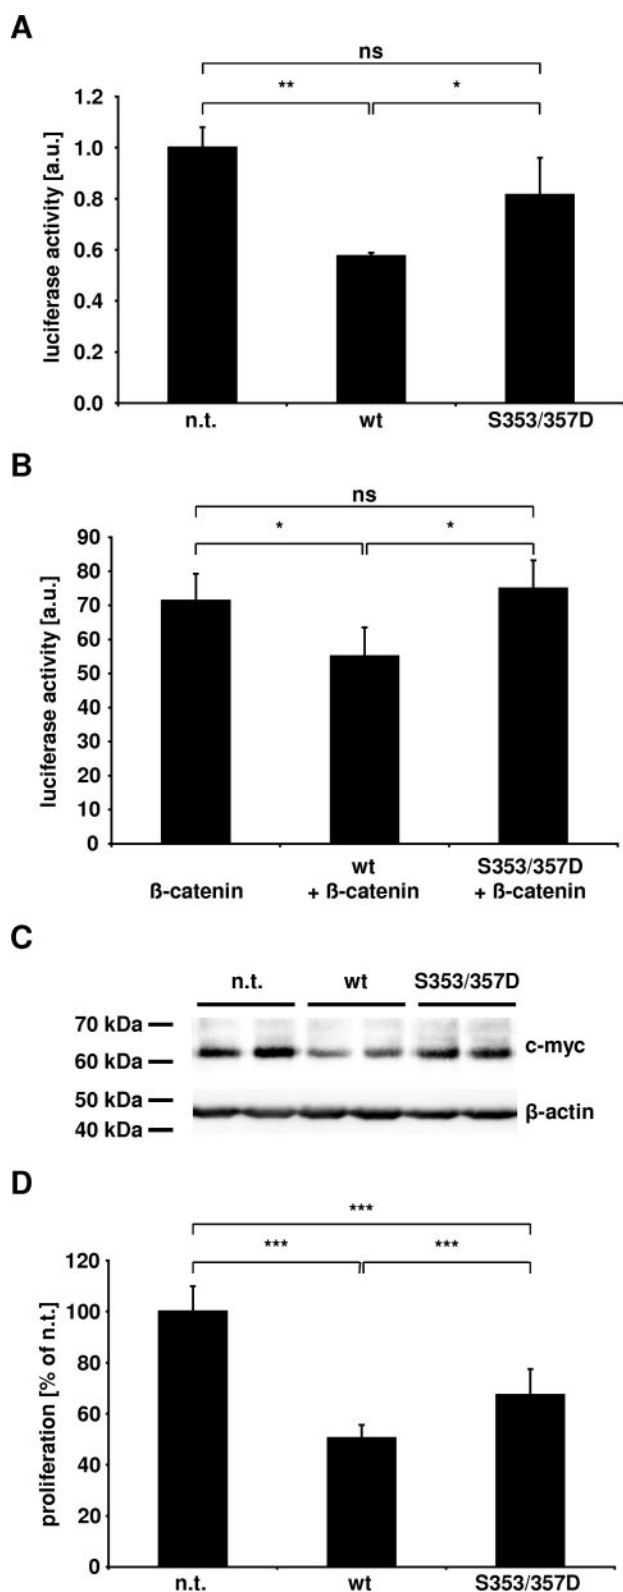 A
ns
** *
luciferase activity [a.u.]
1.2
1.0
0.8
0.6
0.4
0.2
0.0
n.t. wt S353/357D
B
ns
* *
luciferase activity [a.u.]
90
80
70
60
50
40
30
20
10
0
ß-catenin
wt
+ ß-catenin
S353/357D
+ ß-catenin
C
n.t. wt S353/357D
70 kDa
60 kDa
50 kDa
40 kDa
c-myc
β-actin
D
***
*** ***
proliferation [% of n.t.]
120
100
80
60
40
20
0
n.t. wt S353/357D